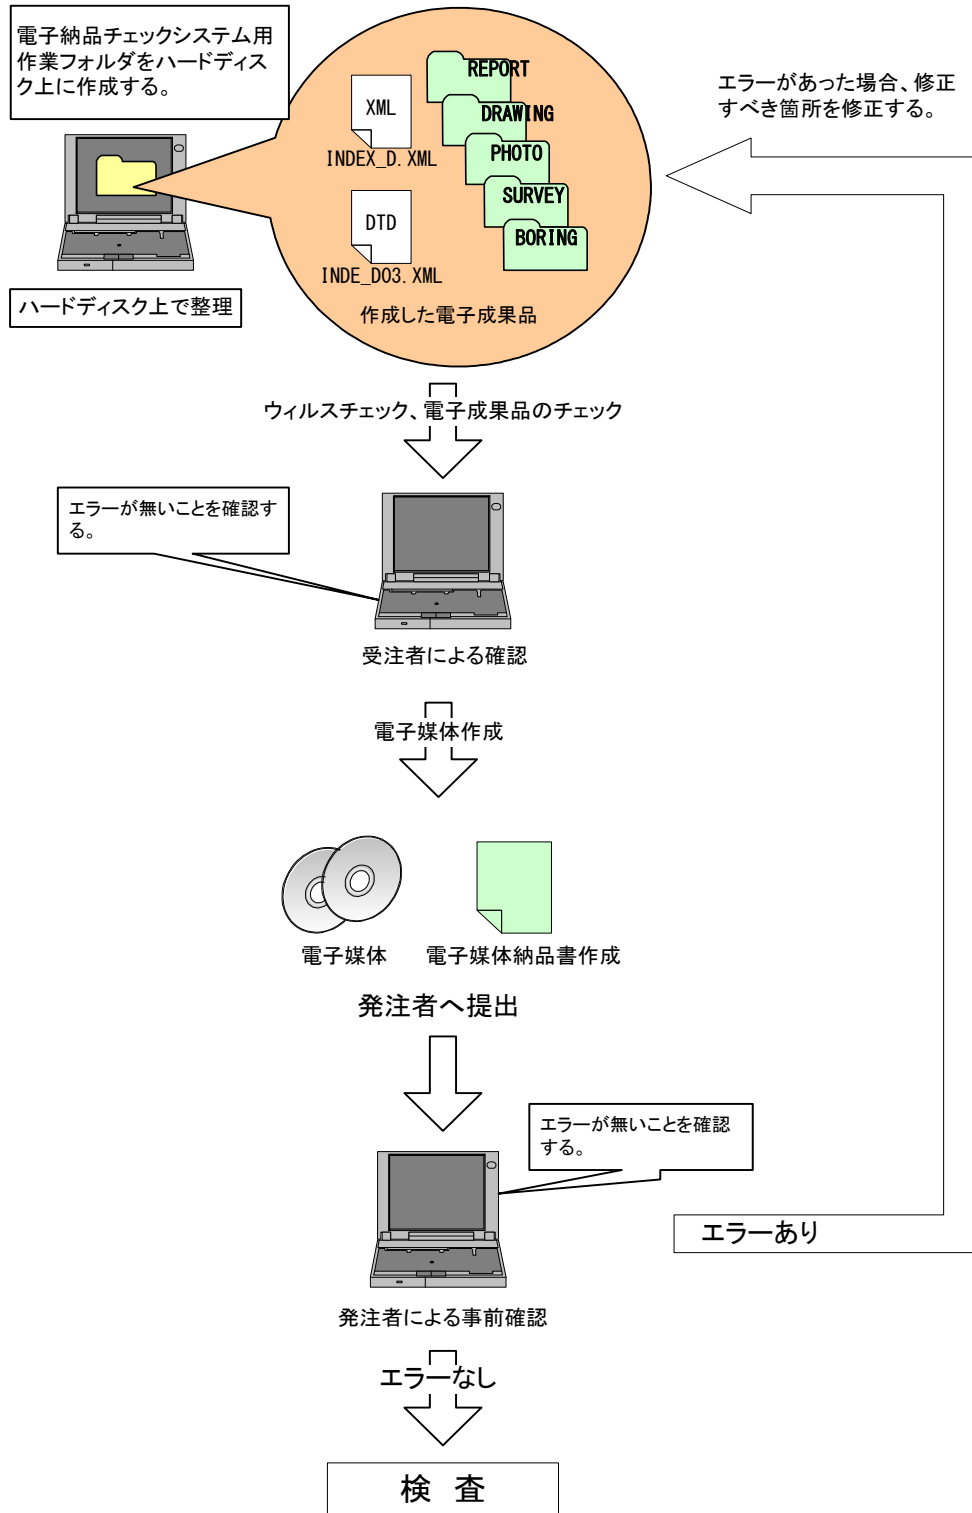 電子納品チェックシステム用
作業フォルダをハードディス
ク上に作成する。
REPORT
DRAWING
PHOTO
SURVEY
BORING
XML
INDEX_D.XML
DTD
INDE_D03.XML
作成した電子成果品
ハードディスク上で整理
エラーがあった場合、修正
すべき箇所を修正する。
ウィルスチェック、電子成果品のチェック
エラーが無いことを確認す
る。
受注者による確認
電子媒体作成
電子媒体
電子媒体納品書作成
発注者へ提出
エラーが無いことを確認
する。
エラーあり
発注者による事前確認
エラーなし
検 査